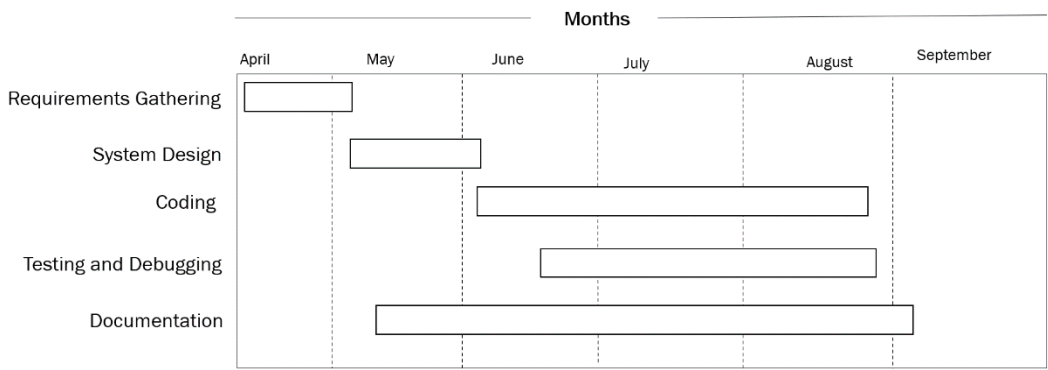 Months
April
May
June
July
August
September
Requirements Gathering
System Design
Coding
Testing and Debugging
Documentation